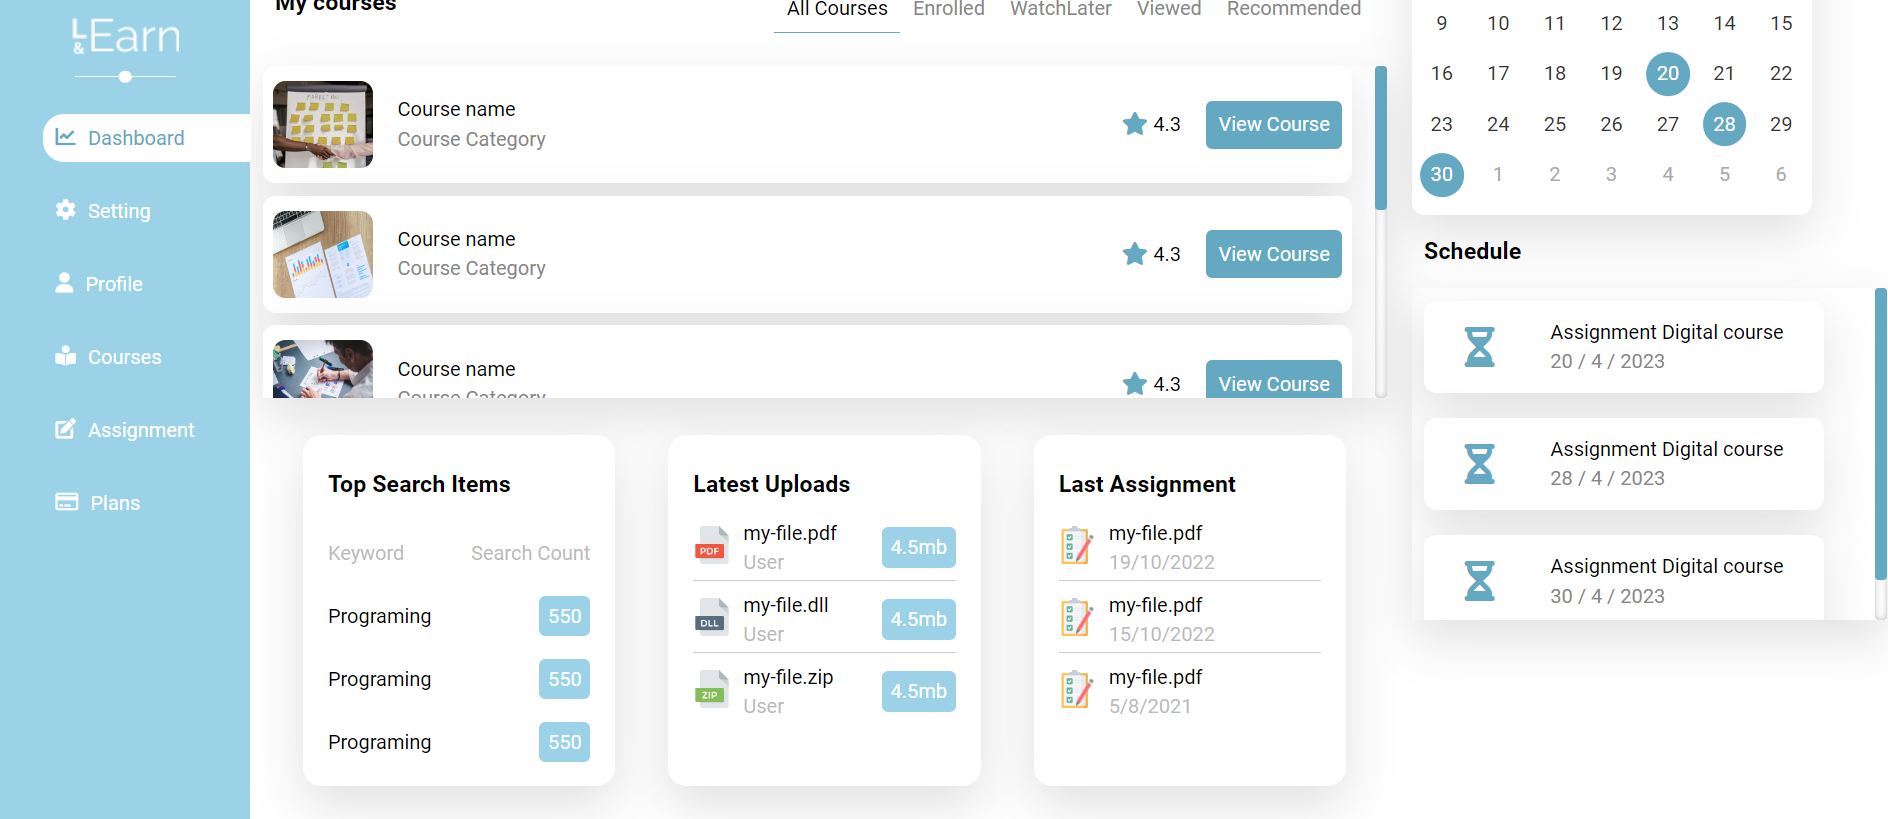 L&Earn
Dashboard
Setting
Profile
Courses
Assignment
Plans
My courses
All Courses Enrolled WatchLater Viewed Recommended
Course name
Course Category
4.3 View Course
Course name
Course Category
4.3 View Course
Course name
Course Category
4.3 View Course
Top Search Items
Keyword Search Count
Programing 550
Programing 550
Programing 550
Latest Uploads
PDF my-file.pdf 4.5mb
User
DLL my-file.dll 4.5mb
User
ZIP my-file.zip 4.5mb
User
Last Assignment
my-file.pdf
19/10/2022
my-file.pdf
15/10/2022
my-file.pdf
5/8/2021
9 10 11 12 13 14 15
16 17 18 19 20 21 22
23 24 25 26 27 28 29
30 1 2 3 4 5 6
Schedule
Assignment Digital course
20 / 4 / 2023
Assignment Digital course
28 / 4 / 2023
Assignment Digital course
30 / 4 / 2023